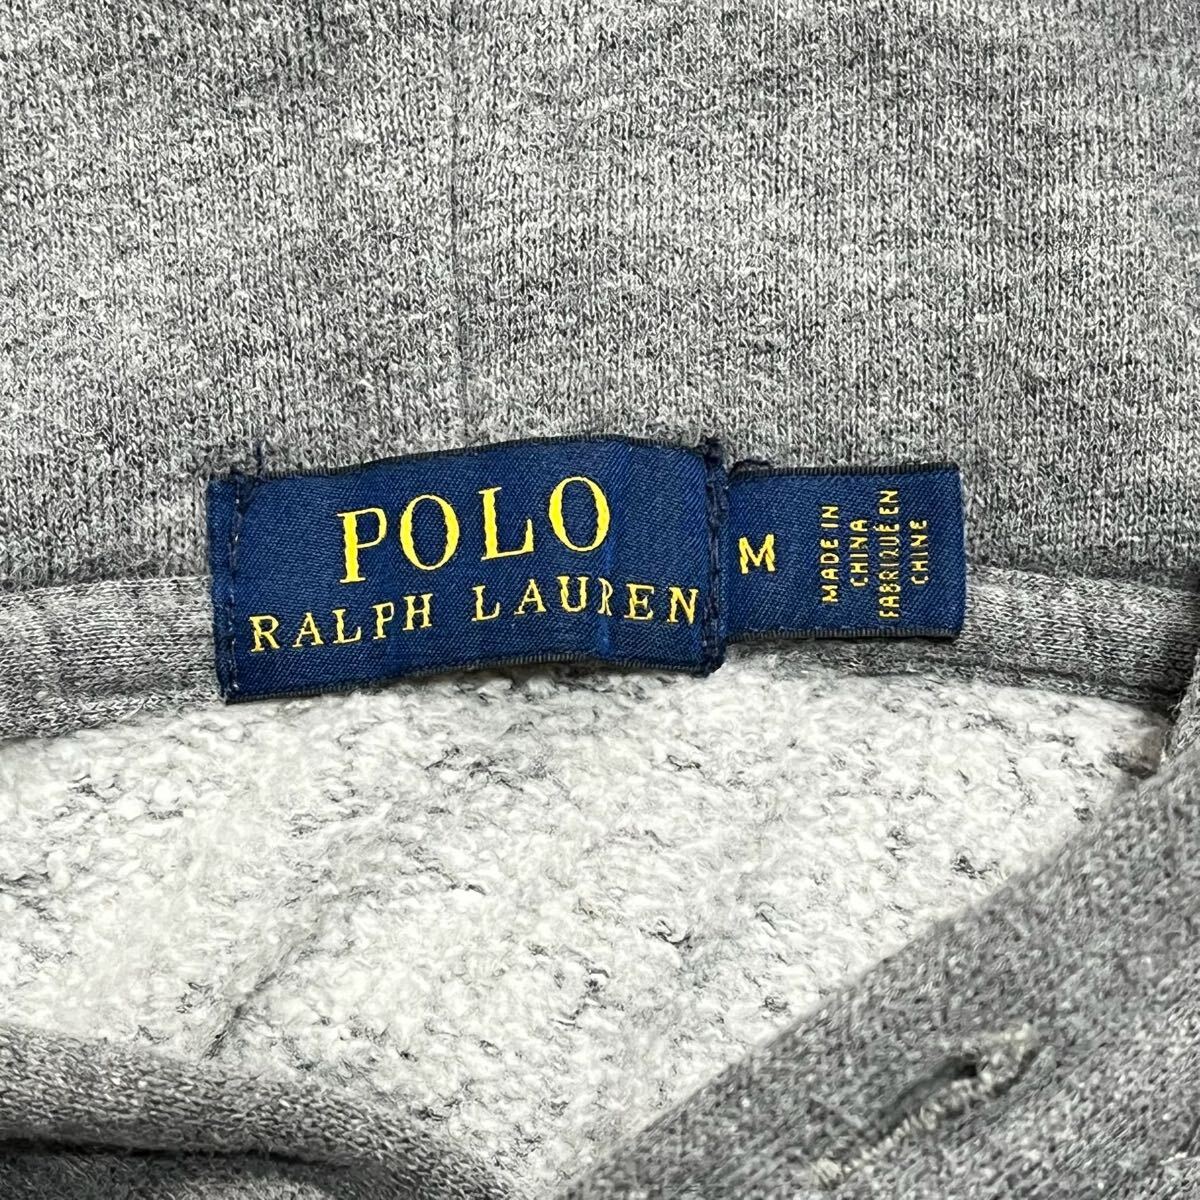 POLO
RALPH LAUREN
M
MADE IN
CHINA
FABRIQUÉ EN
CHINE